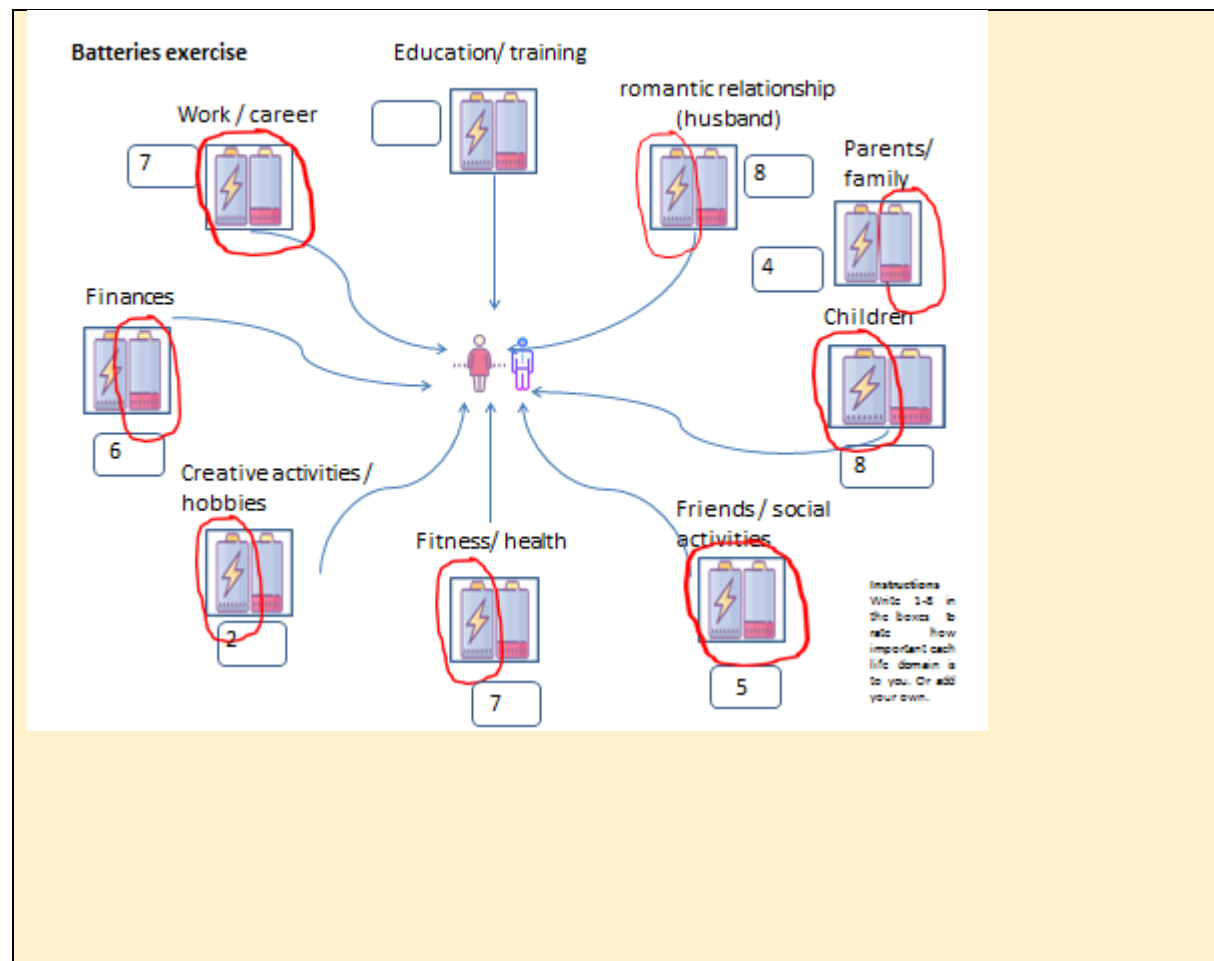 Batteries exercise
Education/ training
romantic relationship
(husband)
Work / career
7
8
Parents/
family
4
Finances
6
Children
8
Creative activities /
hobbies
2
Fitness/ health
7
Friends / social
activities
5
Instructions
Write 1-8 in
the boxes to
rate how
important each
life domain is
to you. Or add
your own.